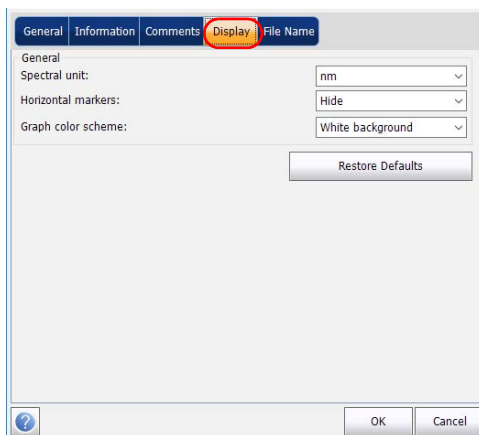 General Information Comments Display File Name
General
Spectral unit: nm
Horizontal markers: Hide
Graph color scheme: White background
Restore Defaults
? OK Cancel